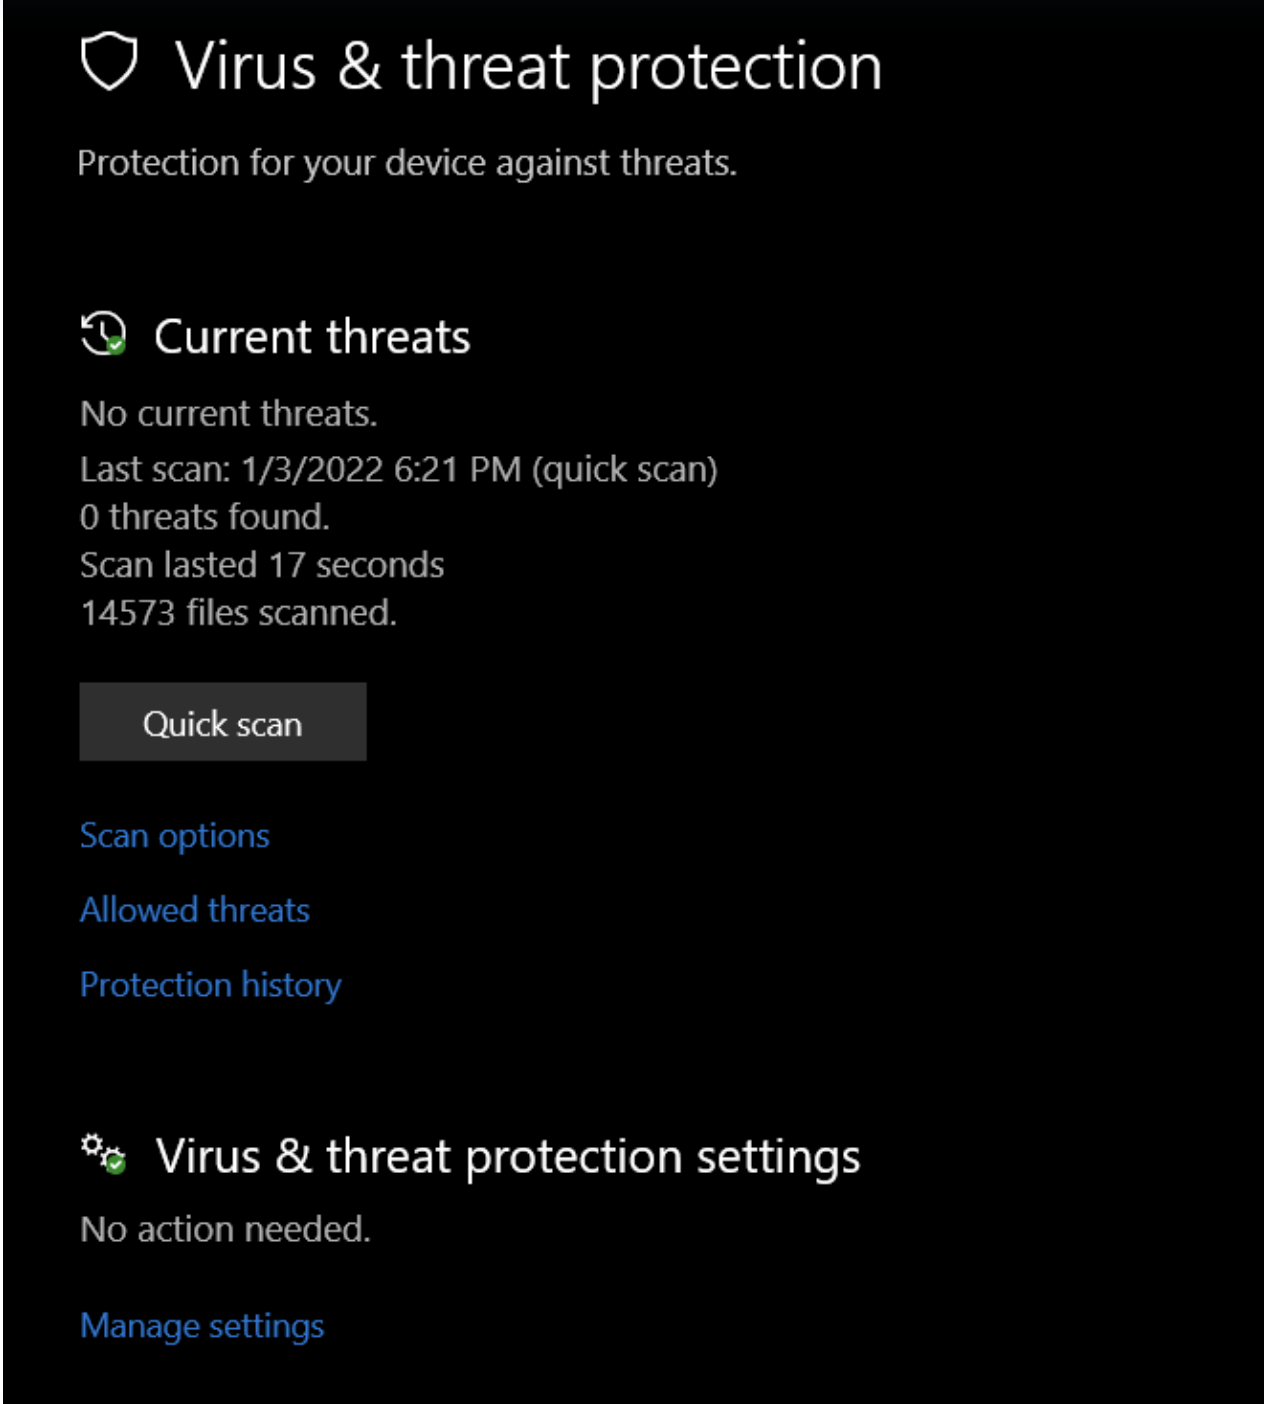 Virus & threat protection
Protection for your device against threats.
Current threats
No current threats.
Last scan: 1/3/2022 6:21 PM (quick scan)
0 threats found.
Scan lasted 17 seconds
14573 files scanned.
Quick scan
Scan options
Allowed threats
Protection history
Virus & threat protection settings
No action needed.
Manage settings